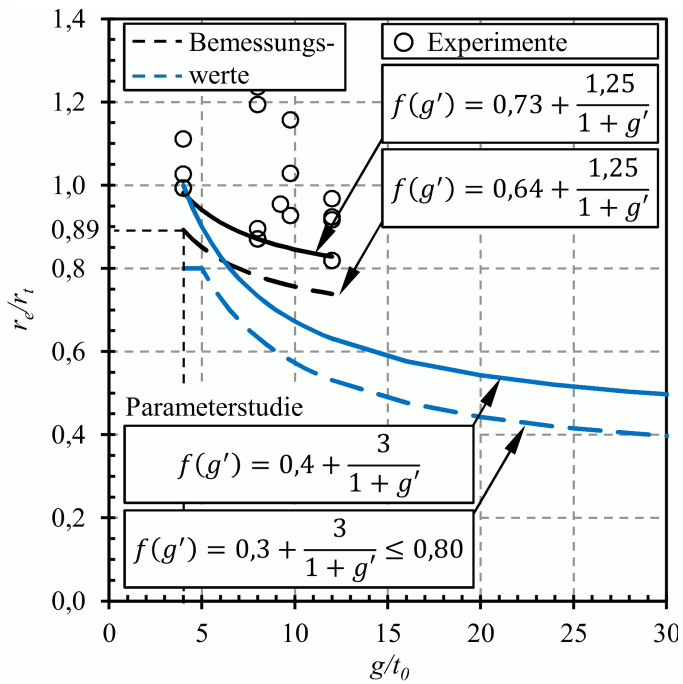 1,4
1,2
1,0
0,89
0,8
0,6
0,4
0,2
0,0
r_e/r_t
Bemessungs-
werte
Experimente
f(g′) = 0,73 + 1,25/(1 + g′)
f(g′) = 0,64 + 1,25/(1 + g′)
Parameterstudie
f(g′) = 0,4 + 3/(1 + g′)
f(g′) = 0,3 + 3/(1 + g′) ≤ 0,80
0 5 10 15 20 25 30
g/t_0